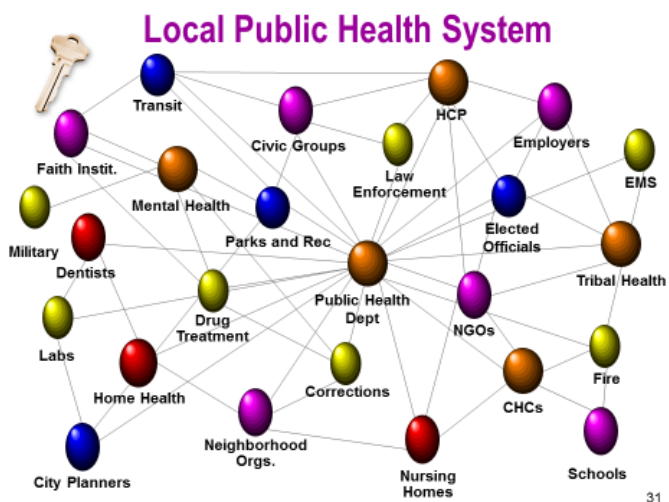 Local Public Health System
Transit
Civic Groups
HCP
Employers
Faith Instit.
Mental Health
Law
Enforcement
EMS
Military
Parks and Rec
Elected
Officials
Dentists
Public Health
Dept
Tribal Health
Drug
Treatment
NGOs
Labs
Home Health
Corrections
CHCs
Fire
Neighborhood
Orgs.
City Planners
Nursing
Homes
Schools
31